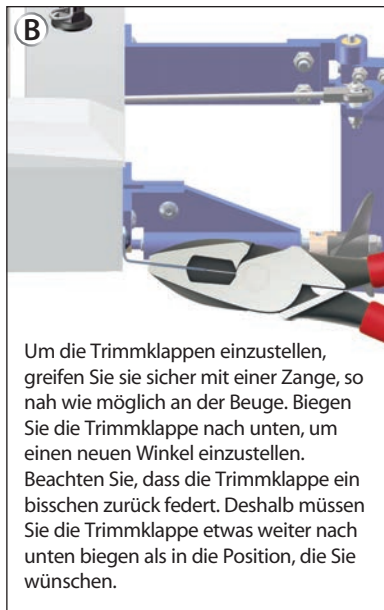 B
Um die Trimmklappen einzustellen,
greifen Sie sie sicher mit einer Zange, so
nah wie möglich an der Beuge. Biegen
Sie die Trimmklappe nach unten, um
einen neuen Winkel einzustellen.
Beachten Sie, dass die Trimmklappe ein
bisschen zurück federt. Deshalb müssen
Sie die Trimmklappe etwas weiter nach
unten biegen als in die Position, die Sie
wünschen.